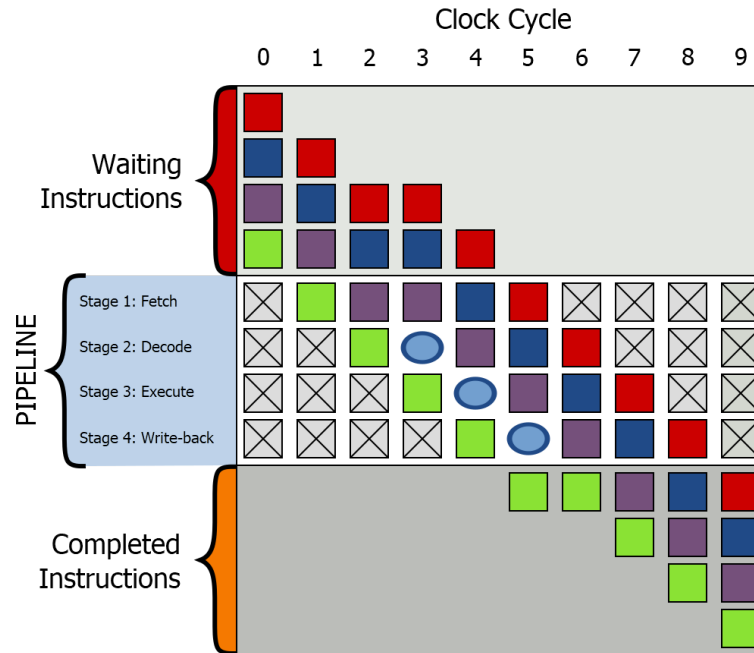 Clock Cycle
0 1 2 3 4 5 6 7 8 9
Waiting
Instructions
PIPELINE
Stage 1: Fetch
Stage 2: Decode
Stage 3: Execute
Stage 4: Write-back
Completed
Instructions